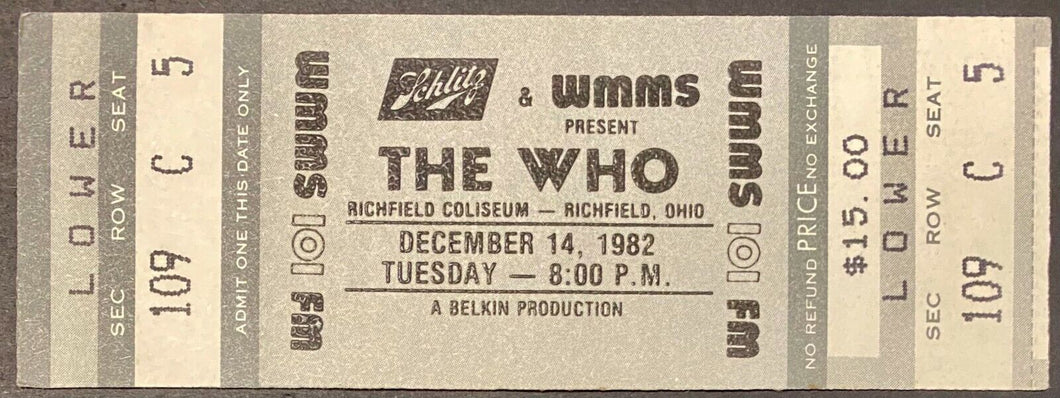 LOWER
SEC 109 ROW C SEAT 5
ADMIT ONE THIS DATE ONLY
WMMS 101 FM
Schlitz & WMMS
PRESENT
THE WHO
RICHFIELD COLISEUM — RICHFIELD, OHIO
DECEMBER 14, 1982
TUESDAY — 8:00 P.M.
A BELKIN PRODUCTION
WMMS 101 FM
NO REFUND PRICE NO EXCHANGE
$15.00
LOWER
SEC 109 ROW C SEAT 5